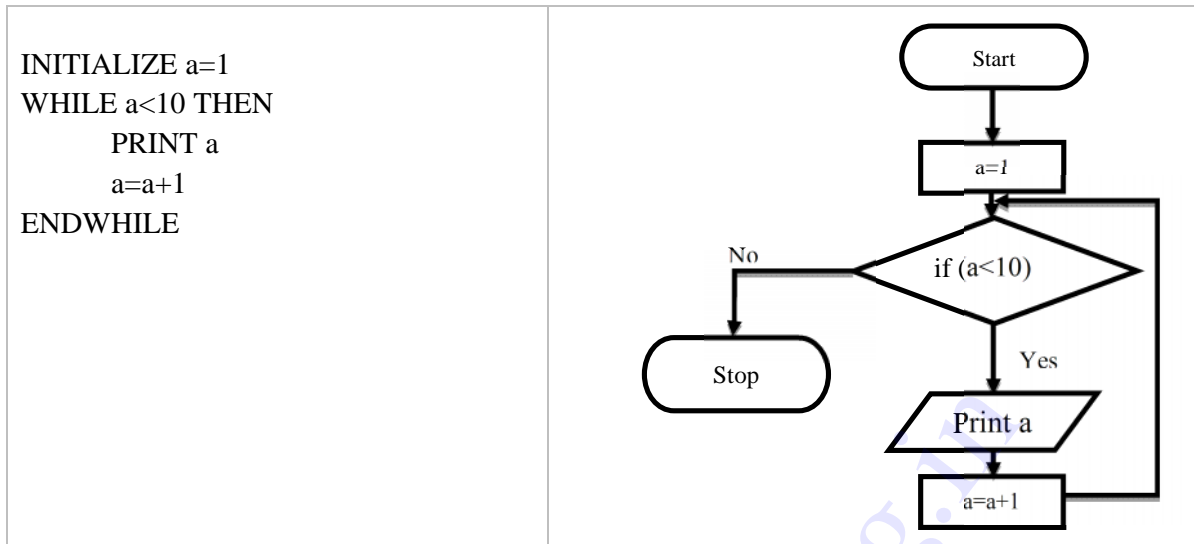 INITIALIZE a=1
WHILE a<10 THEN
PRINT a
a=a+1
ENDWHILE
Start
a=1
if (a<10)
No
Yes
Stop
Print a
a=a+1